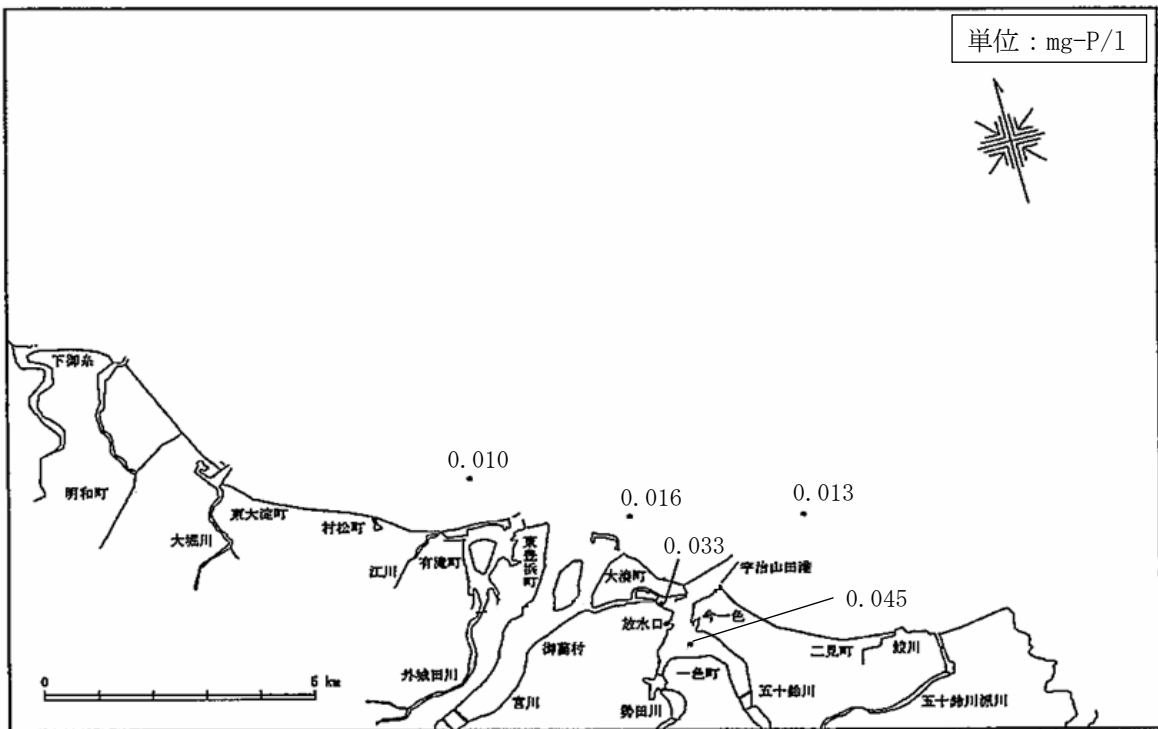 単位：mg-P/l
下御糸
0.010
明和町
0.016
0.013
東大淀町
村松町
大堀川
江川
有滝町
東豊浜町
大湊町
0.033
宇治山田港
0.045
放水口
今一色
御薗村
二見町
鮫川
外城田川
一色町
0
5 km
宮川
勢田川
五十鈴川
五十鈴川派川